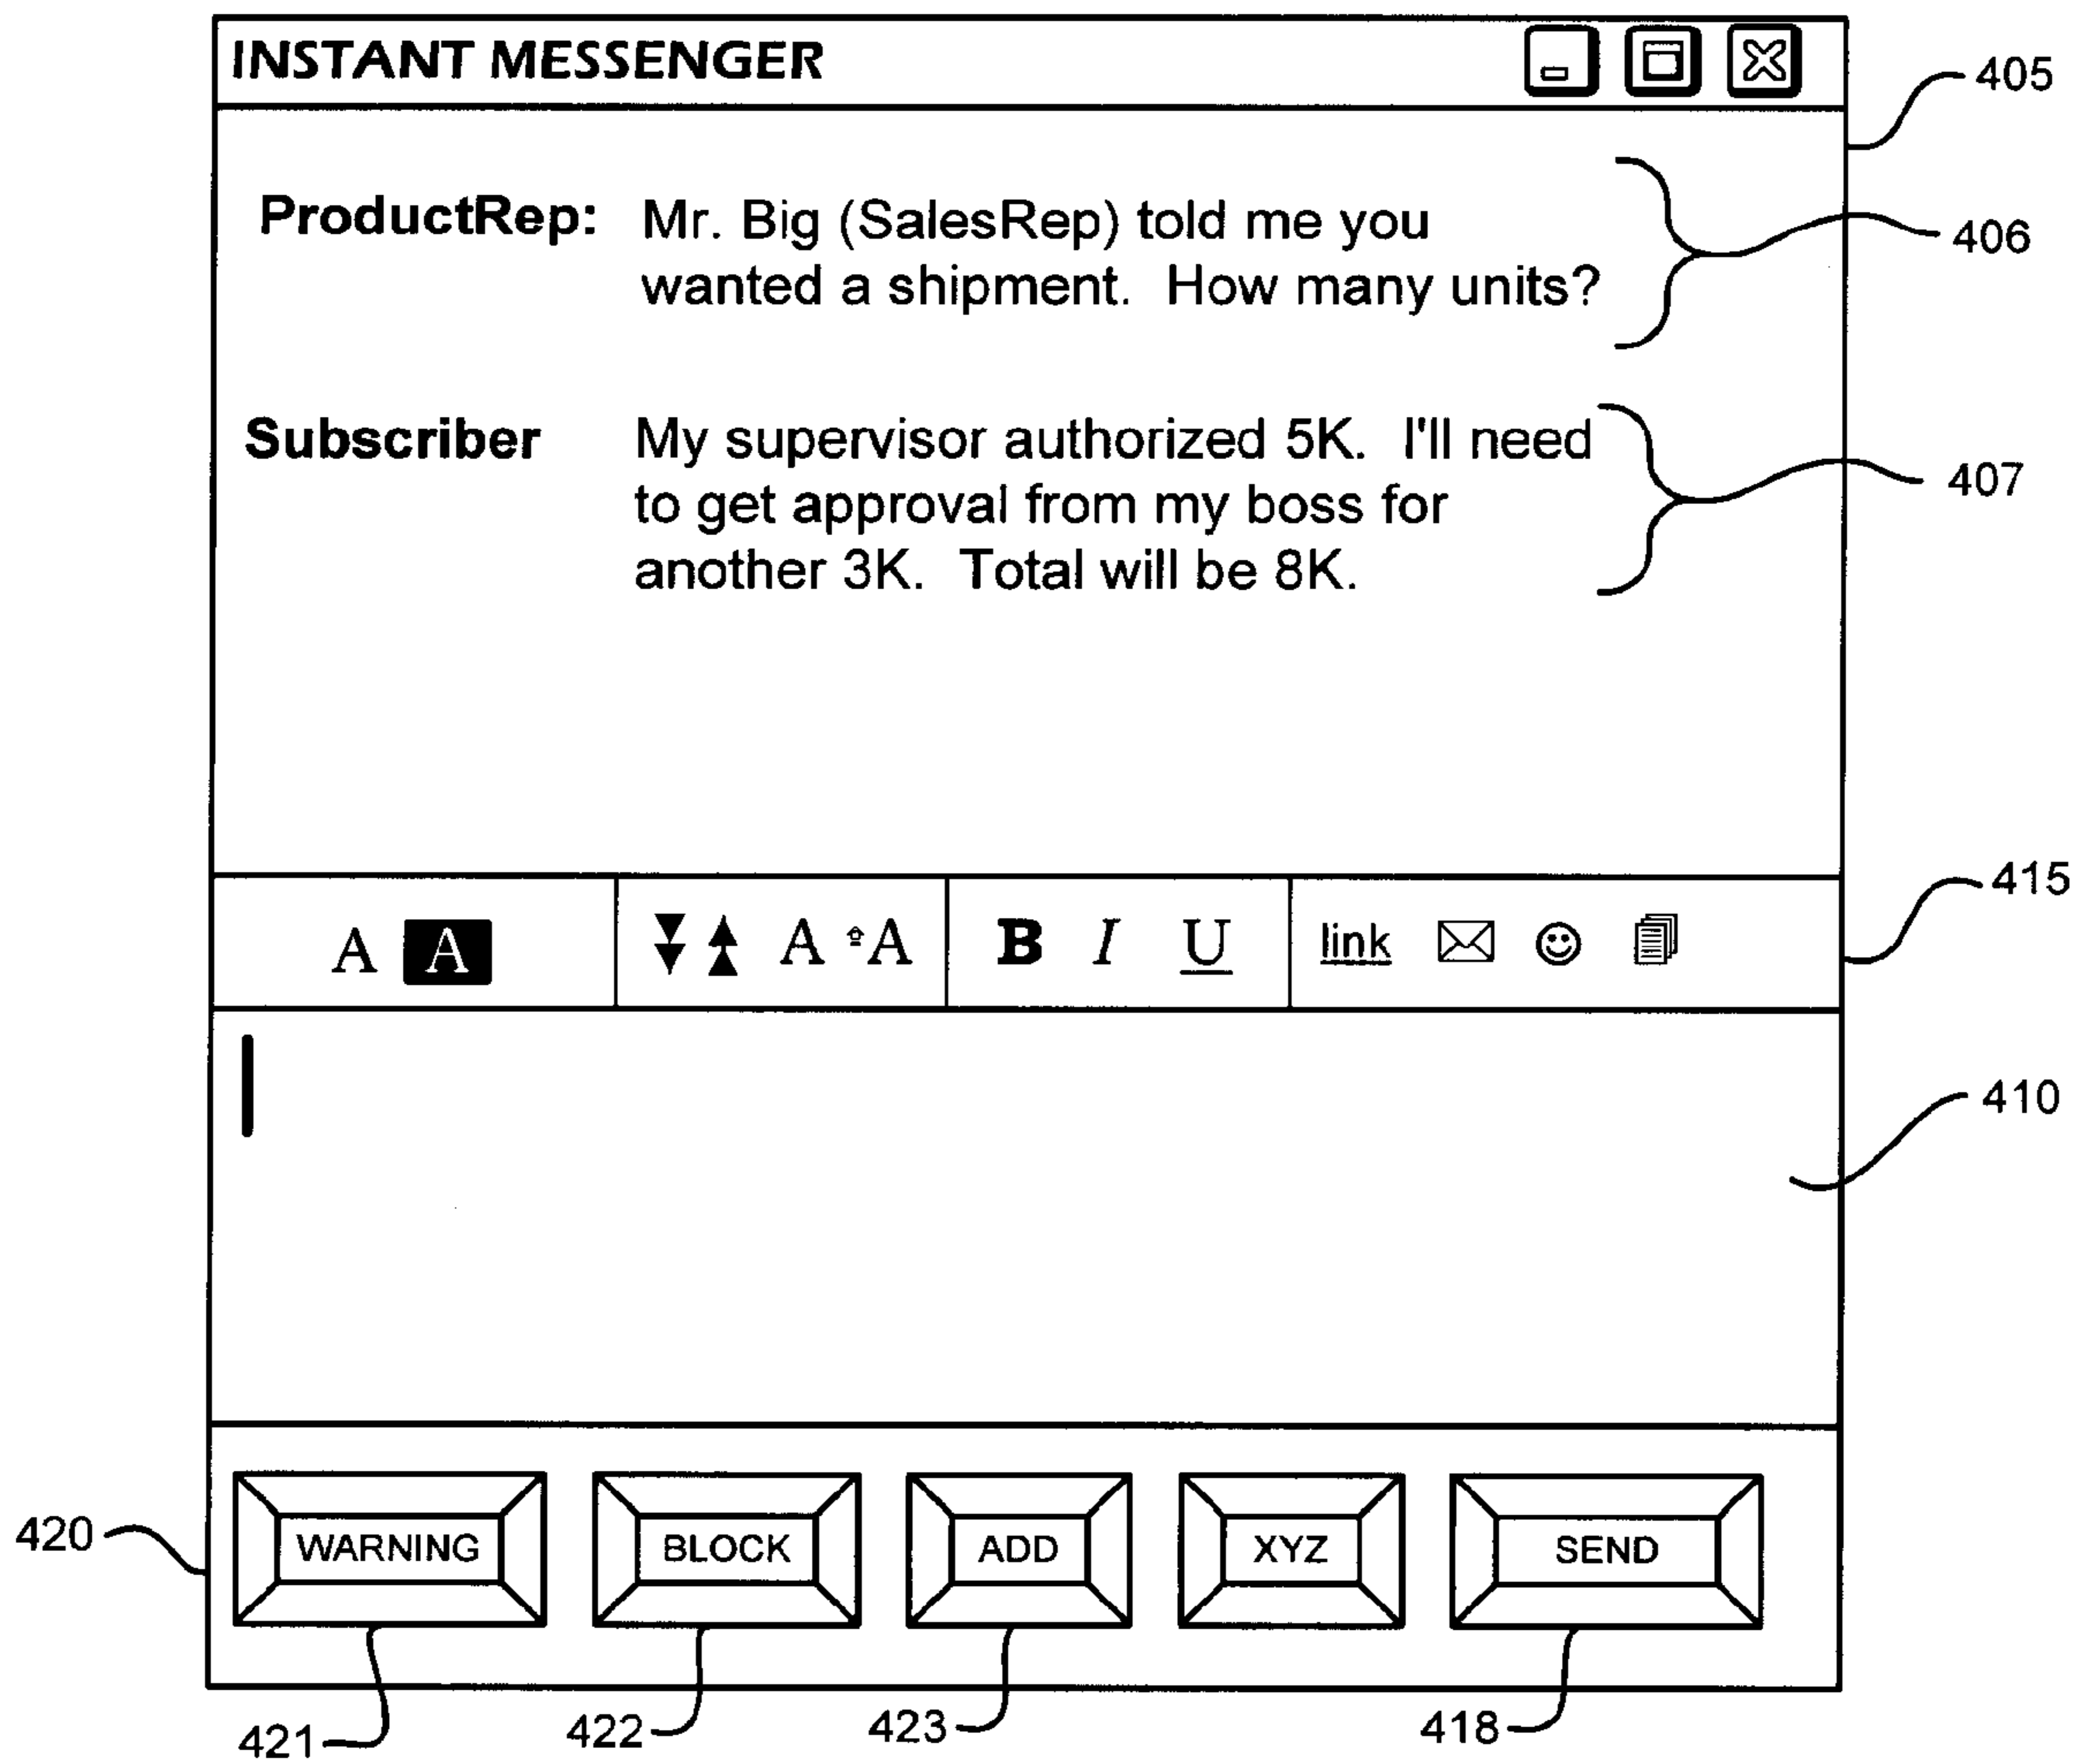 INSTANT MESSENGER
405
ProductRep: Mr. Big (SalesRep) told me you
wanted a shipment. How many units?
406
Subscriber My supervisor authorized 5K. I'll need
to get approval from my boss for
another 3K. Total will be 8K.
407
A A A A B I U link
415
410
WARNING BLOCK ADD XYZ SEND
420
421 422 423 418